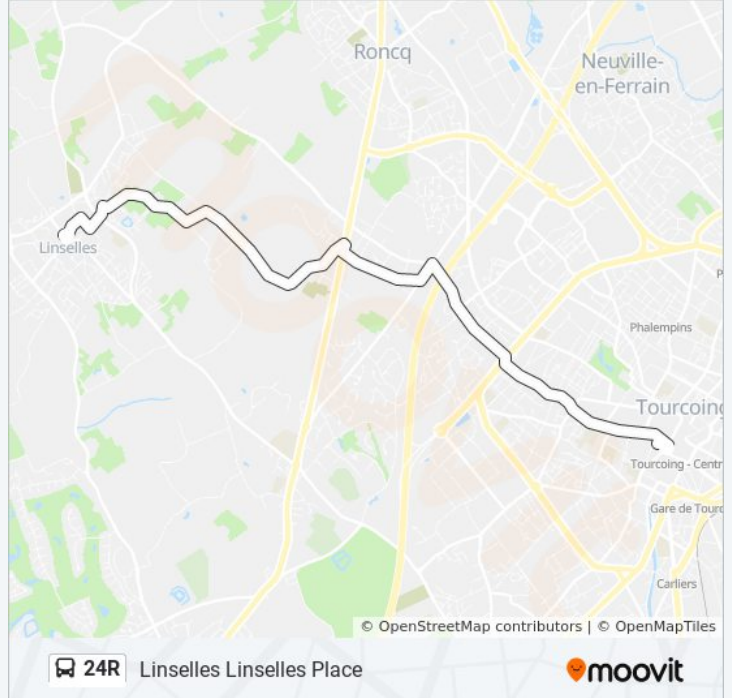 Roncq
Neuville-
en-Ferrain
Linselles
P
Phalempins
Tourcoing
Tourcoing - Centr
Gare de Tourc
Carliers
© OpenStreetMap contributors | © OpenMapTiles
24R Linselles Linselles Place
moovit